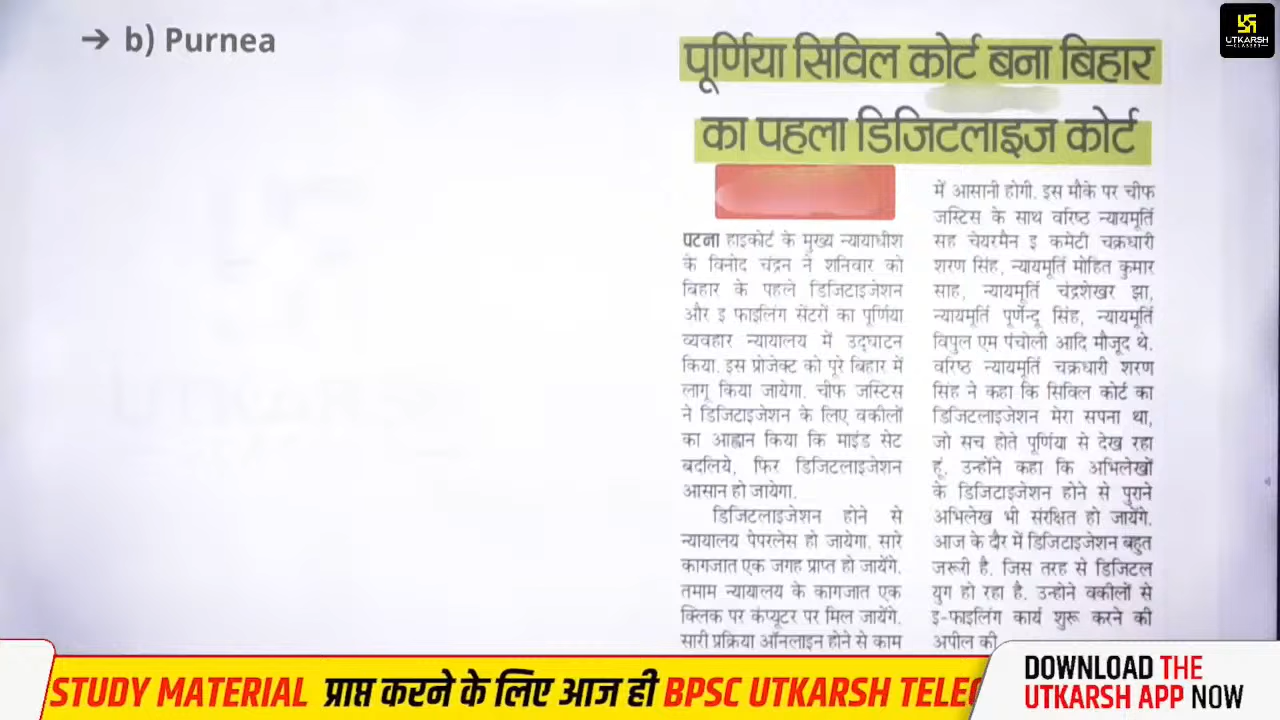 → b) Purnea
UTKARSH
CLASSES
पूर्णिया सिविल कोर्ट बना बिहार
का पहला डिजिटलाइज कोर्ट
पटना हाइकोर्ट के मुख्य न्यायाधीश
के विनोद चंद्रन ने शनिवार को
बिहार के पहले डिजिटाइजेशन
और इ फाइलिंग सेंटरों का पूर्णिया
व्यवहार न्यायालय में उद्घाटन
किया. इस प्रोजेक्ट को पूरे बिहार में
लागू किया जायेगा. चीफ जस्टिस
ने डिजिटाइजेशन के लिए वकीलों
का आह्वान किया कि माइंड सेट
बदलिये, फिर डिजिटलाइजेशन
आसान हो जायेगा.
डिजिटलाइजेशन होने से
न्यायालय पेपरलेस हो जायेगा. सारे
कागजात एक जगह प्राप्त हो जायेंगे.
तमाम न्यायालय के कागजात एक
क्लिक पर कंप्यूटर पर मिल जायेंगे.
सारी प्रक्रिया ऑनलाइन होने से काम
में आसानी होगी. इस मौके पर चीफ
जस्टिस के साथ वरिष्ठ न्यायमूर्ति
सह चेयरमैन इ कमेटी चक्रधारी
शरण सिंह, न्यायमूर्ति मोहित कुमार
साह, न्यायमूर्ति चंद्रशेखर झा,
न्यायमूर्ति पूर्णेन्दू सिंह, न्यायमूर्ति
विपुल एम पंचोली आदि मौजूद थे.
वरिष्ठ न्यायमूर्ति चक्रधारी शरण
सिंह ने कहा कि सिविल कोर्ट का
डिजिटलाइजेशन मेरा सपना था,
जो सच होते पूर्णिया से देख रहा
हूं. उन्होंने कहा कि अभिलेखों
के डिजिटाइजेशन होने से पुराने
अभिलेख भी संरक्षित हो जायेंगे.
आज के दौर में डिजिटाइजेशन बहुत
जरूरी है. जिस तरह से डिजिटल
युग हो रहा है. उन्होने वकीलों से
इ-फाइलिंग कार्य शुरू करने की
अपील की
STUDY MATERIAL प्राप्त करने के लिए आज ही BPSC UTKARSH TELEG
DOWNLOAD THE
UTKARSH APP NOW